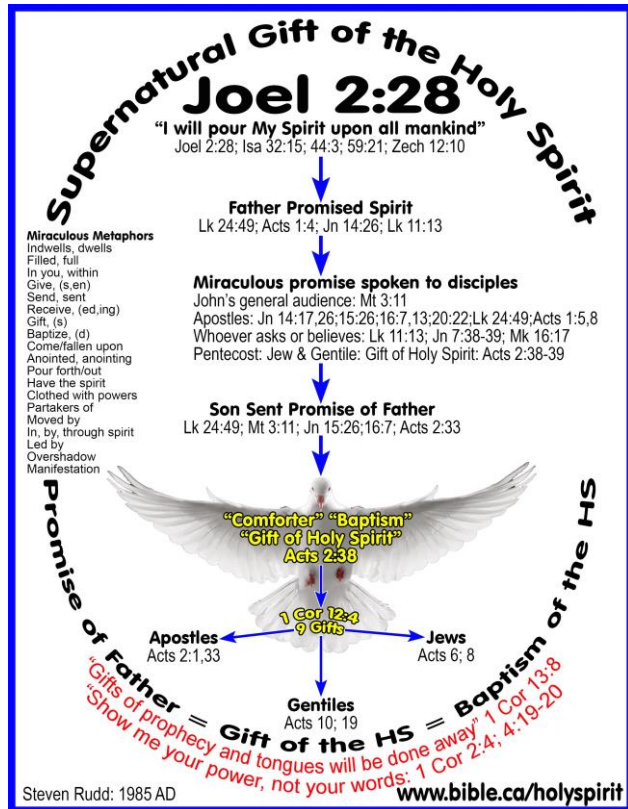 Supernatural Gift of the Holy Spirit
Joel 2:28
“I will pour My Spirit upon all mankind”
Joel 2:28; Isa 32:15; 44:3; 59:21; Zech 12:10
Father Promised Spirit
Lk 24:49; Acts 1:4; Jn 14:26; Lk 11:13
Miraculous Metaphors
Indwells, dwells
Filled, full
In you, within
Give, (s,en)
Send, sent
Receive, (ed,ing)
Gift, (s)
Baptize, (d)
Come/fallen upon
Anointed, anointing
Pour forth/out
Have the spirit
Clothed with powers
Partakers of
Moved by
In, by, through spirit
Led by
Overshadow
Manifestation
Miraculous promise spoken to disciples
John's general audience: Mt 3:11
Apostles: Jn 14:17,26;15:26;16:7,13;20:22;Lk 24:49;Acts 1:5,8
Whoever asks or believes: Lk 11:13; Jn 7:38-39; Mk 16:17
Pentecost: Jew & Gentile: Gift of Holy Spirit: Acts 2:38-39
Son Sent Promise of Father
Lk 24:49; Mt 3:11; Jn 15:26;16:7; Acts 2:33
“Comforter” “Baptism”
“Gift of Holy Spirit”
Acts 2:38
1 Cor 12:4
9 Gifts
Apostles
Acts 2:1,33
Jews
Acts 6; 8
Gentiles
Acts 10; 19
Promise of Father = Gift of the HS = Baptism of the HS
“Gifts of prophecy and tongues will be done away” 1 Cor 13:8
“Show me your power, not your words: 1 Cor 2:4; 4:19-20
Steven Rudd: 1985 AD
www.bible.ca/holyspirit